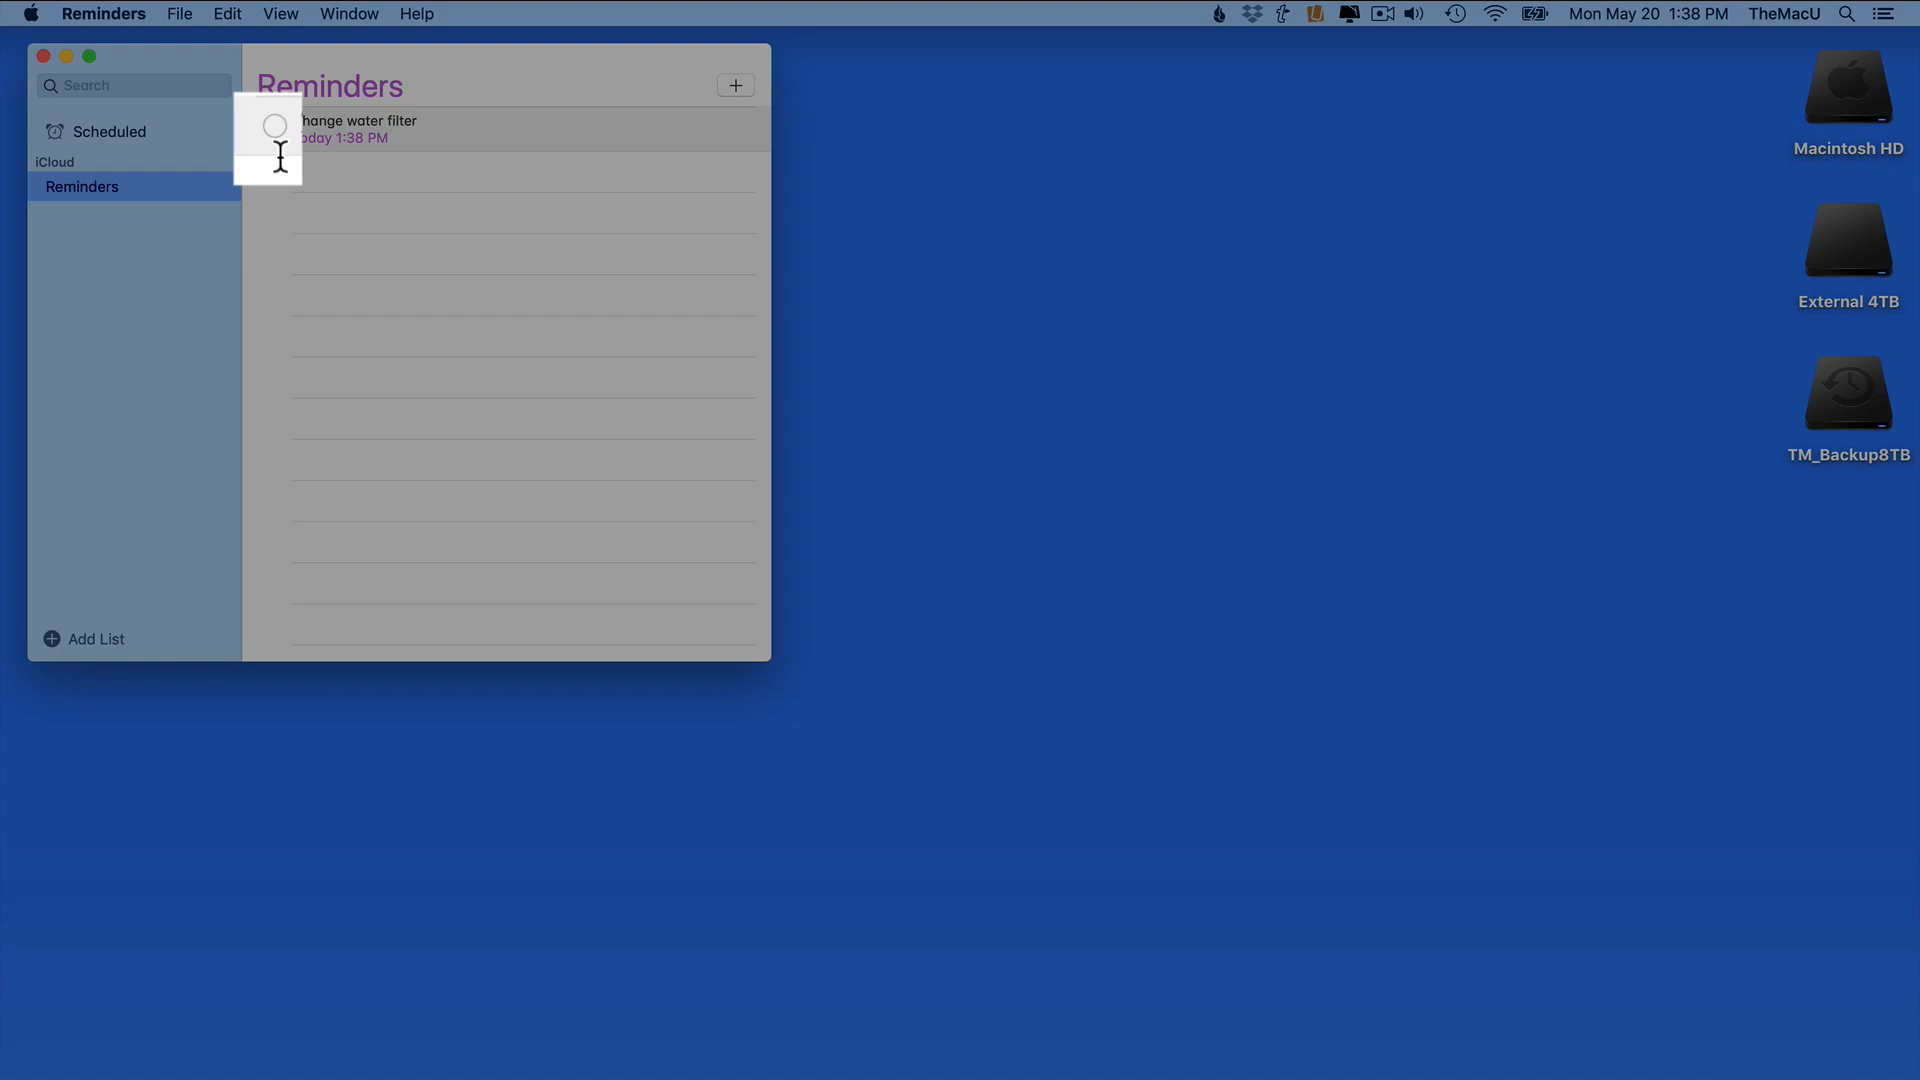 Reminders File Edit View Window Help Mon May 20 1:38 PM TheMacU
Search
Reminders
Scheduled
hange water filter
oday 1:38 PM
iCloud
Reminders
Add List
Macintosh HD
External 4TB
TM_Backup8TB